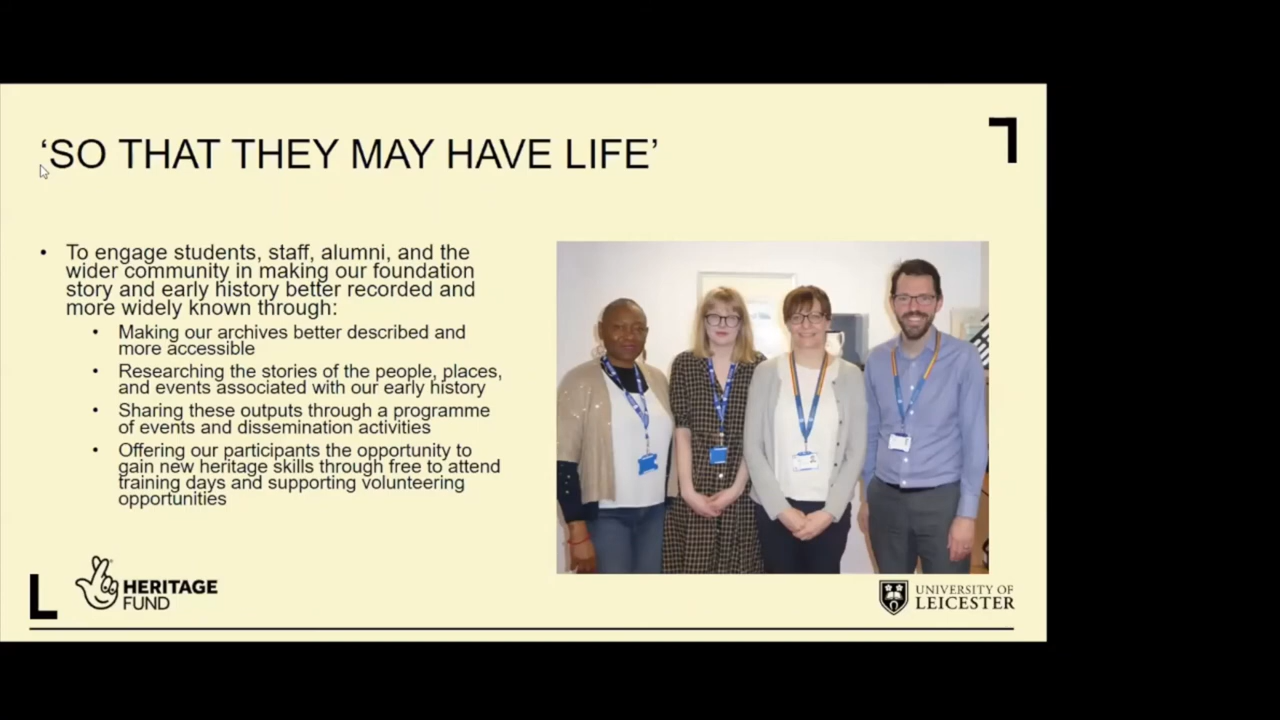 ‘SO THAT THEY MAY HAVE LIFE’
• To engage students, staff, alumni, and the
wider community in making our foundation
story and early history better recorded and
more widely known through:
• Making our archives better described and
more accessible
• Researching the stories of the people, places,
and events associated with our early history
• Sharing these outputs through a programme
of events and dissemination activities
• Offering our participants the opportunity to
gain new heritage skills through free to attend
training days and supporting volunteering
opportunities
HERITAGE
FUND
UNIVERSITY OF
LEICESTER